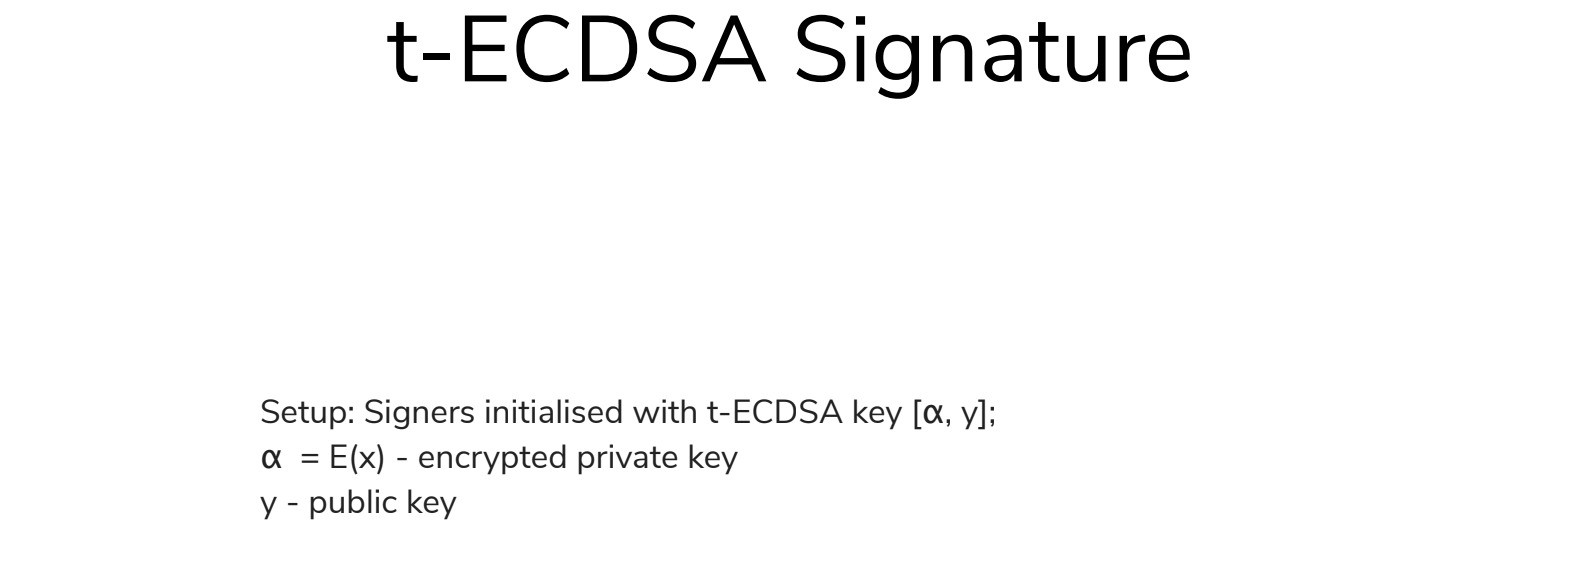 t-ECDSA Signature
Setup: Signers initialised with t-ECDSA key [α, y];
α = E(x) - encrypted private key
y - public key